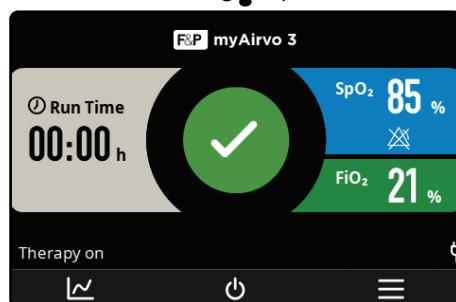 F&P myAirvo 3
Run Time
00:00 h
SpO₂ 85 %
FiO₂ 21 %
Therapy on